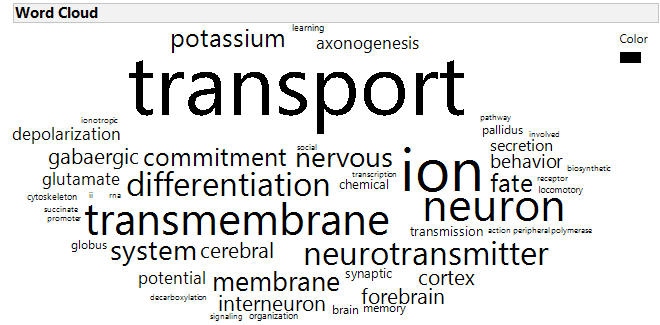 Word Cloud
Color
learning
potassium
axonogenesis
transport
ionotropic
depolarization
pathway
pallidus
involved
secretion
social
gabaergic commitment nervous
ion
behavior
biosynthetic
transcription
glutamate
differentiation
chemical
fate
receptor
locomotory
cytoskeleton
ii
rna
succinate
promoter
transmembrane
neuron
transmission
action peripheral polymerase
globus
system cerebral
neurotransmitter
potential
membrane
synaptic
cortex
decarboxylation
interneuron
brain
memory
forebrain
signaling
organization